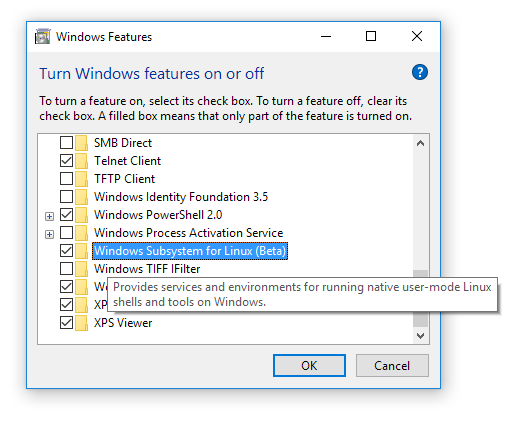 Windows Features
Turn Windows features on or off
To turn a feature on, select its check box. To turn a feature off, clear its
check box. A filled box means that only part of the feature is turned on.
SMB Direct
Telnet Client
TFTP Client
Windows Identity Foundation 3.5
Windows PowerShell 2.0
Windows Process Activation Service
Windows Subsystem for Linux (Beta)
Windows TIFF IFilter
Provides services and environments for running native user-mode Linux
shells and tools on Windows.
XPS Viewer
OK Cancel